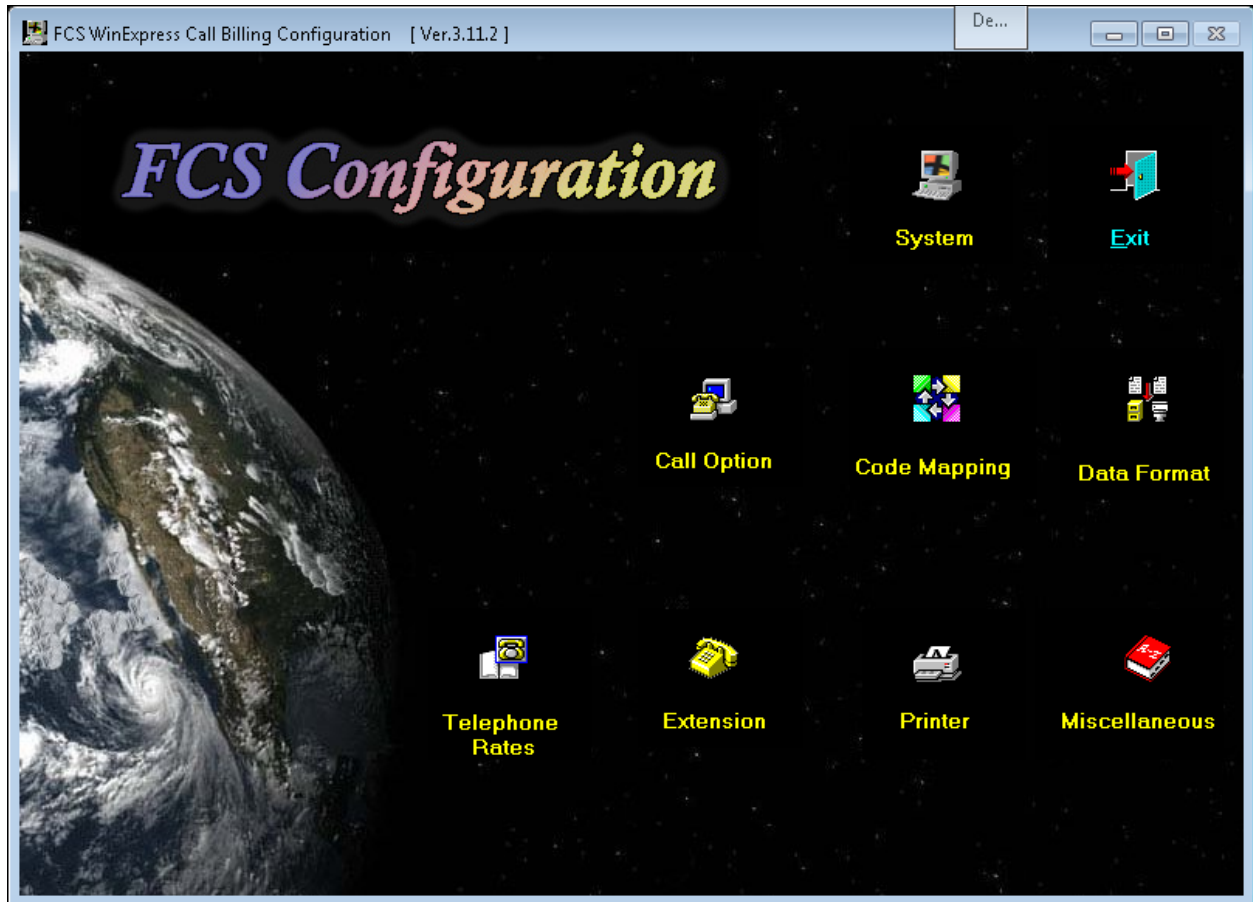 FCS WinExpress Call Billing Configuration [ Ver.3.11.2 ]
De...
FCS Configuration
System
Exit
Call Option
Code Mapping
Data Format
Telephone
Rates
Extension
Printer
Miscellaneous